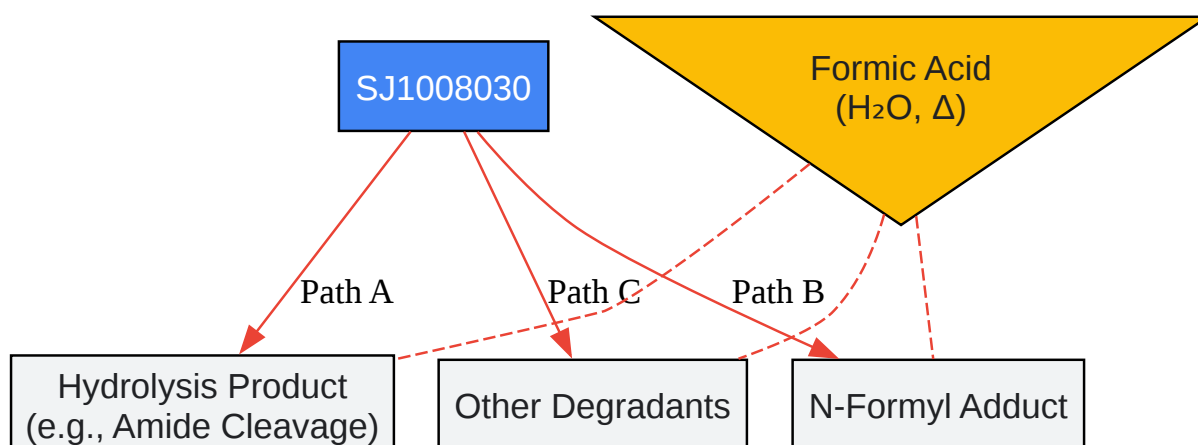 SJ1008030
Formic Acid
(H₂O, Δ)
Path A
Path C
Path B
Hydrolysis Product
(e.g., Amide Cleavage)
Other Degradants
N-Formyl Adduct